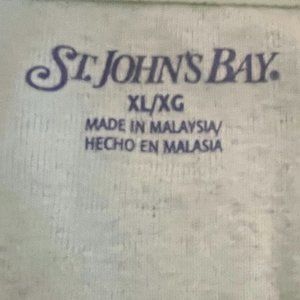 ST. JOHN'S BAY®
XL/XG
MADE IN MALAYSIA/
HECHO EN MALASIA